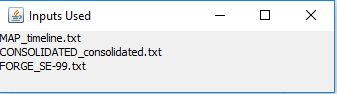 Inputs Used
MAP_timeline.txt
CONSOLIDATED_consolidated.txt
FORGE_SE-99.txt